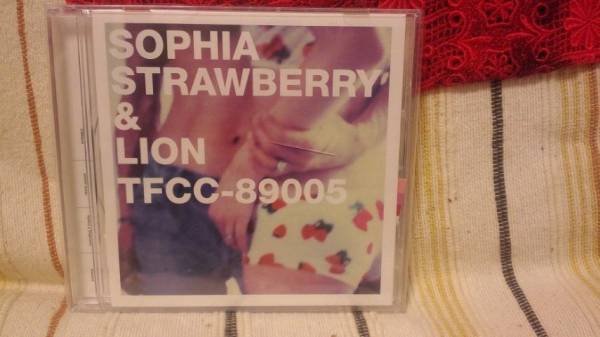 SOPHIA
STRAWBERRY
&
LION
TFCC-89005